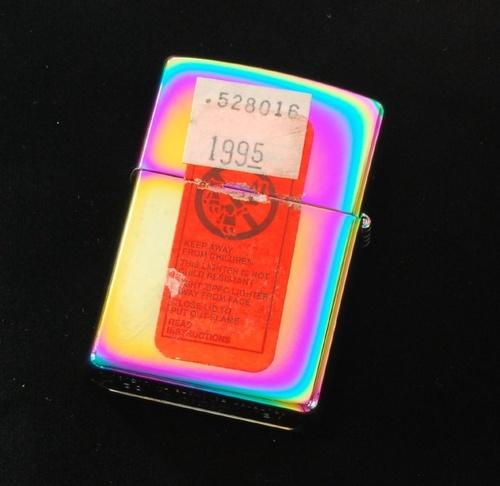 .528016
1995
KEEP AWAY
FROM CHILDREN
THIS LIGHTER IS NOT
CHILD RESISTANT
LIGHT ZIPPO LIGHTER
AWAY FROM FACE
CLOSE LID TO
PUT OUT FLAME
READ
INSTRUCTIONS